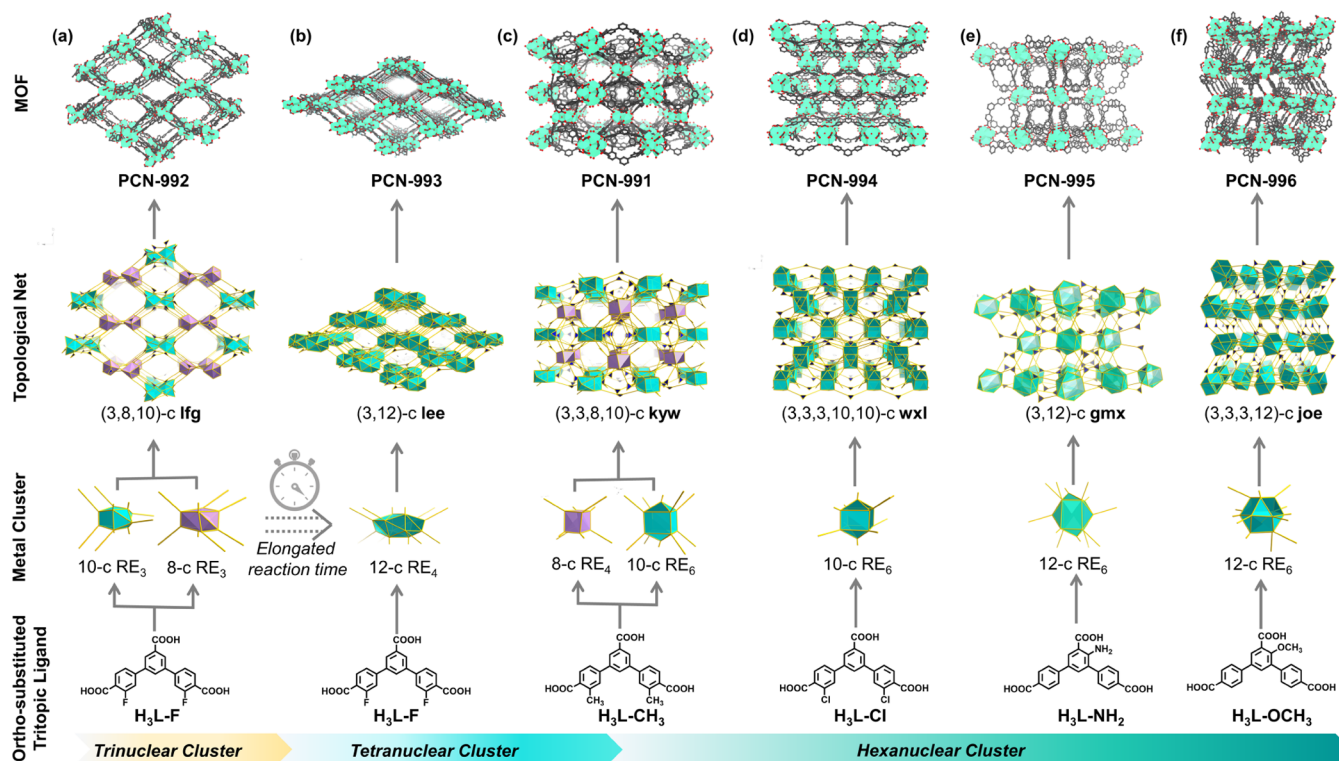 (a) (b) (c) (d) (e) (f)
MOF
PCN-992 PCN-993 PCN-991 PCN-994 PCN-995 PCN-996
Topological Net
(3,8,10)-c lfg (3,12)-c lee (3,3,8,10)-c kyw (3,3,3,10,10)-c wxl (3,12)-c gmx (3,3,3,12)-c joe
Metal Cluster
Elongated
reaction time
10-c RE₃ 8-c RE₃ 12-c RE₄ 8-c RE₄ 10-c RE₆ 10-c RE₆ 12-c RE₆ 12-c RE₆
Ortho-substituted
Tritopic Ligand
COOH HOOC F F COOH
COOH HOOC F F COOH
COOH HOOC CH₃ CH₃ COOH
COOH HOOC Cl Cl COOH
COOH NH₂ HOOC COOH
COOH OCH₃ HOOC COOH
H₃L-F H₃L-F H₃L-CH₃ H₃L-Cl H₃L-NH₂ H₃L-OCH₃
Trinuclear Cluster Tetranuclear Cluster Hexanuclear Cluster